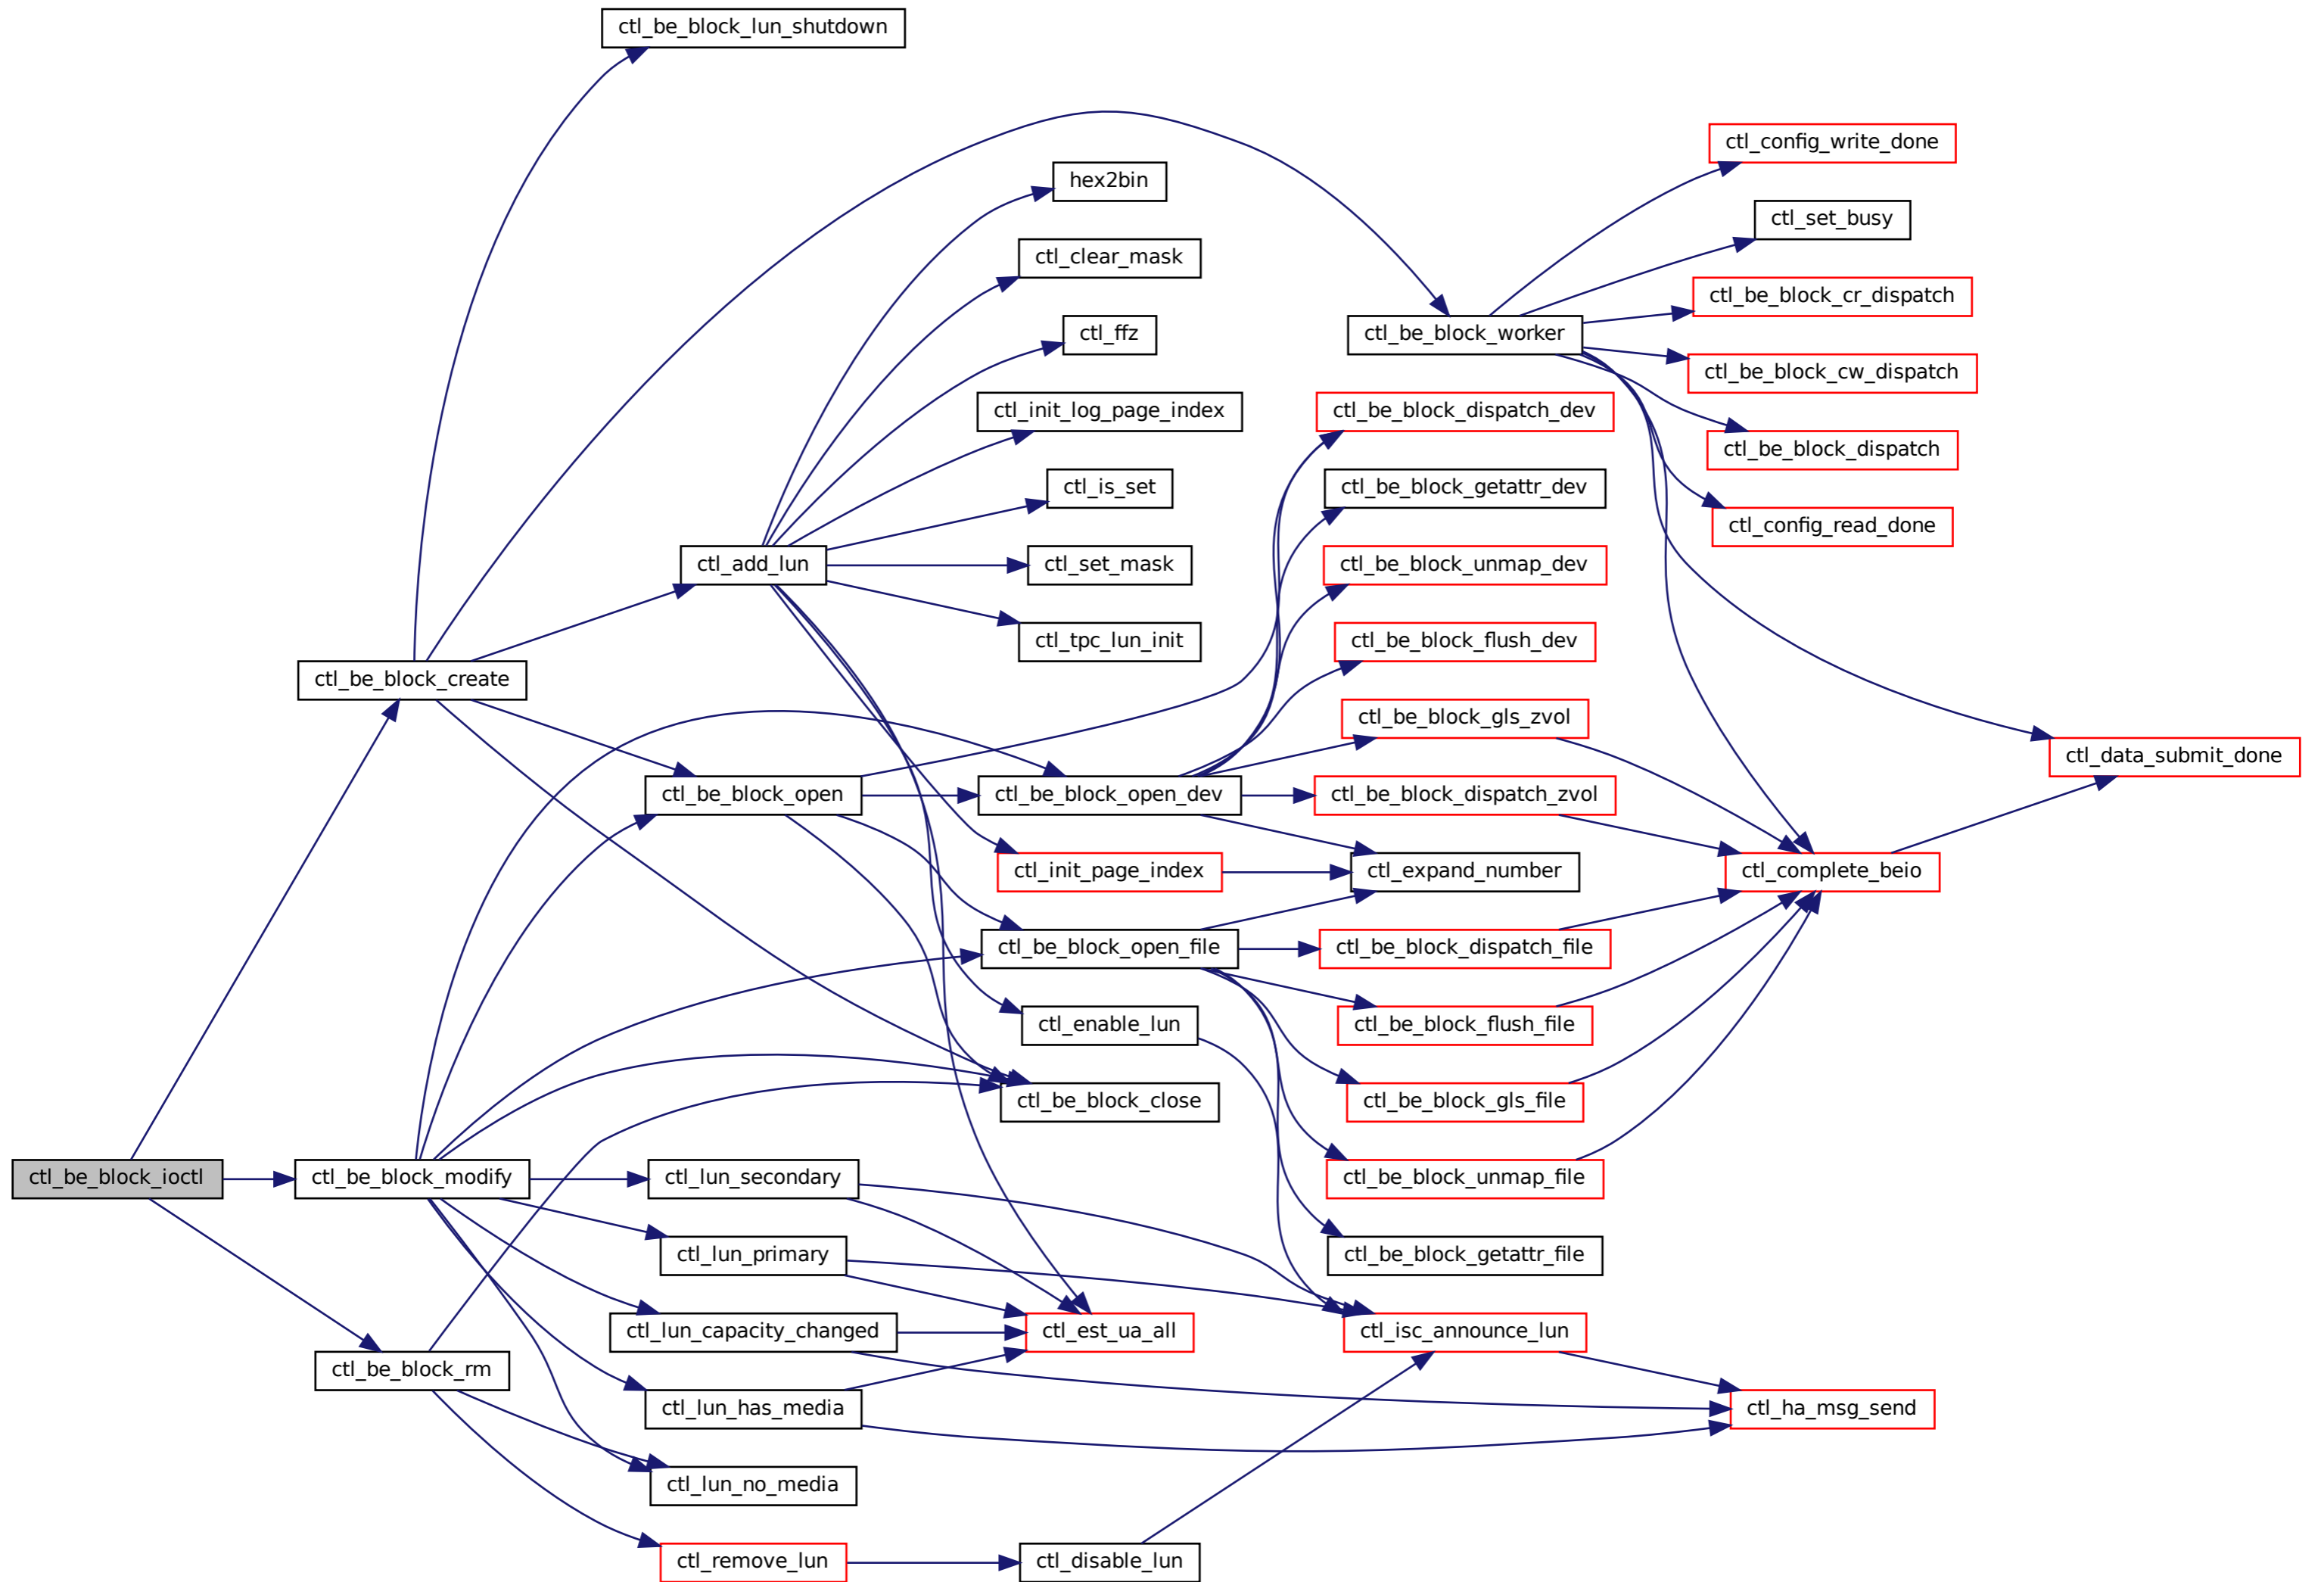 ctl_be_block_lun_shutdown
ctl_config_write_done
hex2bin
ctl_set_busy
ctl_clear_mask
ctl_be_block_cr_dispatch
ctl_ffz
ctl_be_block_worker
ctl_be_block_cw_dispatch
ctl_init_log_page_index
ctl_be_block_dispatch_dev
ctl_be_block_dispatch
ctl_is_set
ctl_be_block_getattr_dev
ctl_config_read_done
ctl_add_lun
ctl_set_mask
ctl_be_block_unmap_dev
ctl_tpc_lun_init
ctl_be_block_flush_dev
ctl_be_block_create
ctl_be_block_gls_zvol
ctl_data_submit_done
ctl_be_block_open
ctl_be_block_open_dev
ctl_be_block_dispatch_zvol
ctl_init_page_index
ctl_expand_number
ctl_complete_beio
ctl_be_block_open_file
ctl_be_block_dispatch_file
ctl_enable_lun
ctl_be_block_flush_file
ctl_be_block_close
ctl_be_block_gls_file
ctl_be_block_ioctl
ctl_be_block_modify
ctl_lun_secondary
ctl_be_block_unmap_file
ctl_lun_primary
ctl_be_block_getattr_file
ctl_lun_capacity_changed
ctl_est_ua_all
ctl_isc_announce_lun
ctl_be_block_rm
ctl_lun_has_media
ctl_ha_msg_send
ctl_lun_no_media
ctl_remove_lun
ctl_disable_lun